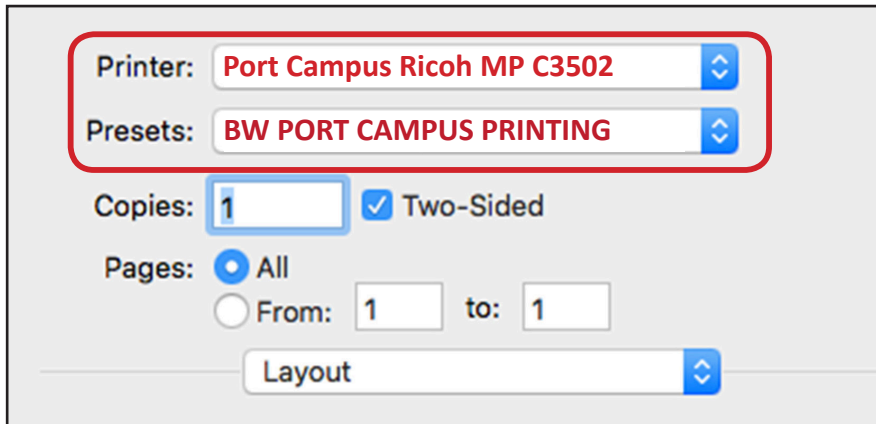 Printer: Port Campus Ricoh MP C3502
Presets: BW PORT CAMPUS PRINTING
Copies: 1 Two-Sided
Pages: All
From: 1 to: 1
Layout